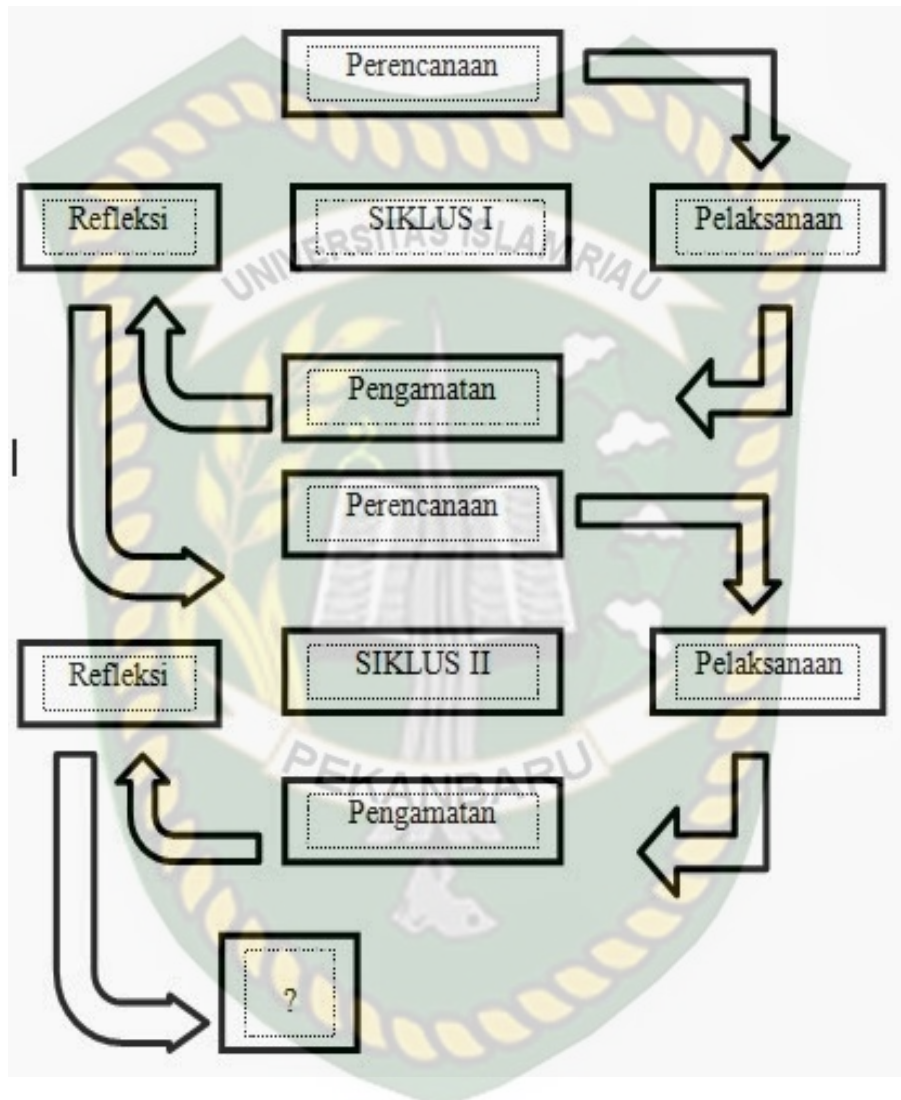 Perencanaan
Refleksi
SIKLUS I
Pelaksanaan
UNIVERSITAS ISLAM RIAU
Pengamatan
Perencanaan
Refleksi
SIKLUS II
Pelaksanaan
PEKANBARU
Pengamatan
?